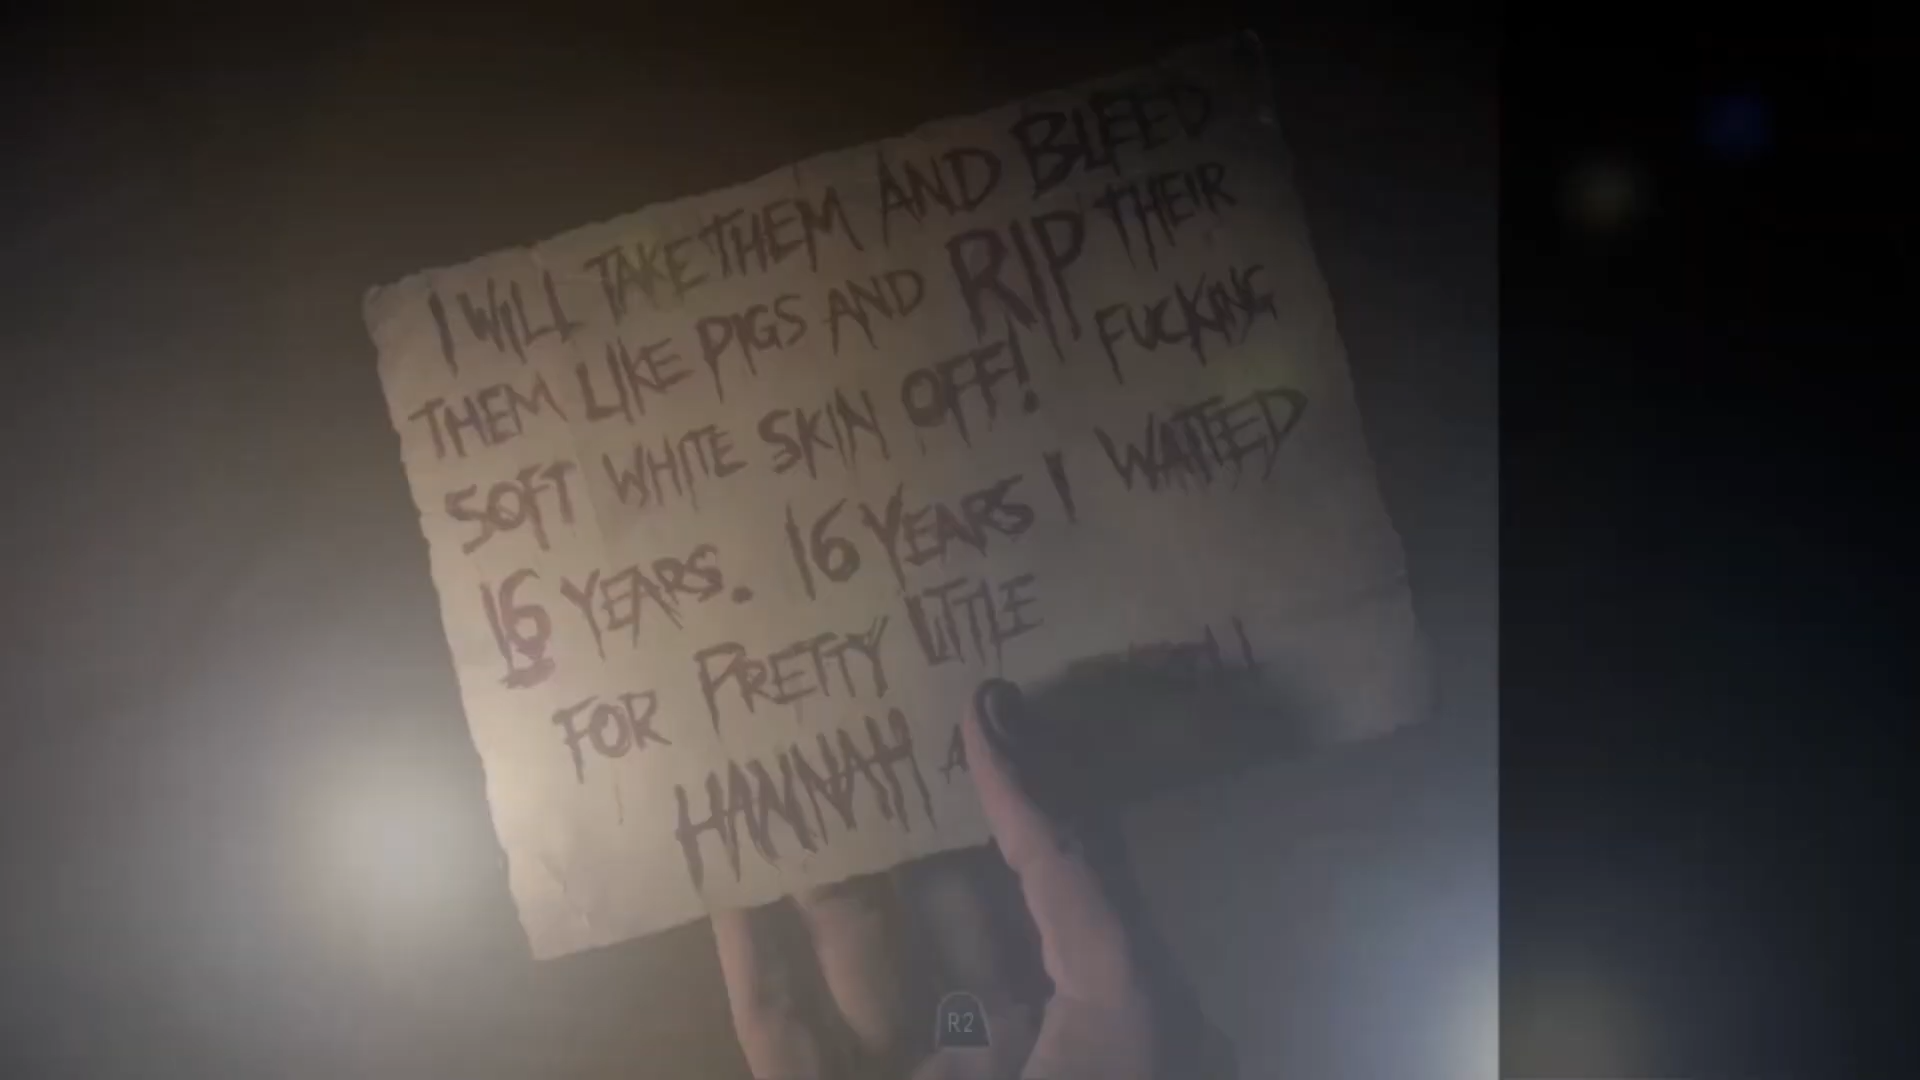 I WILL TAKE THEM AND BLEED
THEM LIKE PIGS AND RIP THEIR
SOFT WHITE SKIN OFF! FUCKING
16 YEARS. 16 YEARS I WAITED
FOR PRETTY LITTLE
HANNAH
R2